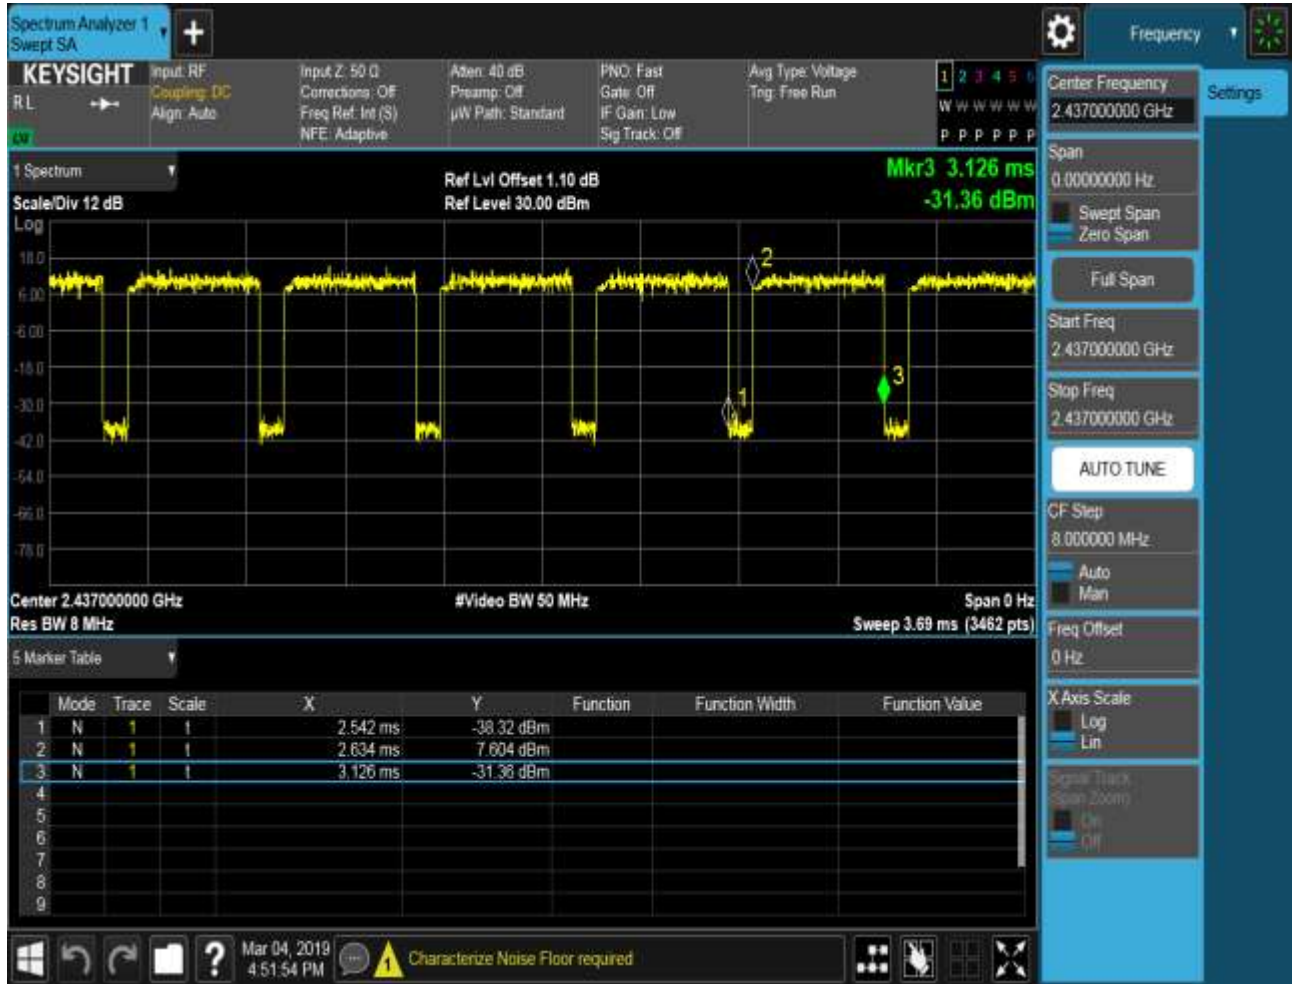 Spectrum Analyzer 1
Swept SA
+
Frequency
KEYSIGHT
R L
Input: RF
Coupling: DC
Align: Auto
Input Z: 50 Ω
Corrections: Off
Freq Ref: Int (S)
NFE: Adaptive
Atten: 40 dB
Preamp: Off
µW Path: Standard
PNO: Fast
Gate: Off
IF Gain: Low
Sig Track: Off
Avg Type: Voltage
Trig: Free Run
1 2 3 4 5 6
W W W W W W
P P P P P P
1 Spectrum
Scale/Div 12 dB
Log
Ref Lvl Offset 1.10 dB
Ref Level 30.00 dBm
Mkr3 3.126 ms
-31.36 dBm
18.0
6.00
-6.00
-18.0
-30.0
-42.0
-54.0
-66.0
-78.0
1
2
3
Center 2.437000000 GHz
#Video BW 50 MHz
Span 0 Hz
Res BW 8 MHz
Sweep 3.69 ms (3462 pts)
5 Marker Table
Mode Trace Scale X Y Function Function Width Function Value
1 N 1 t 2.542 ms -38.32 dBm
2 N 1 t 2.634 ms 7.604 dBm
3 N 1 t 3.126 ms -31.36 dBm
4
5
6
7
8
9
Mar 04, 2019
4:51:54 PM
?
1
Characterize Noise Floor required
Center Frequency
2.437000000 GHz
Settings
Span
0.00000000 Hz
Swept Span
Zero Span
Full Span
Start Freq
2.437000000 GHz
Stop Freq
2.437000000 GHz
AUTO TUNE
CF Step
8.000000 MHz
Auto
Man
Freq Offset
0 Hz
X Axis Scale
Log
Lin
Signal Track
(Span Zoom)
On
Off